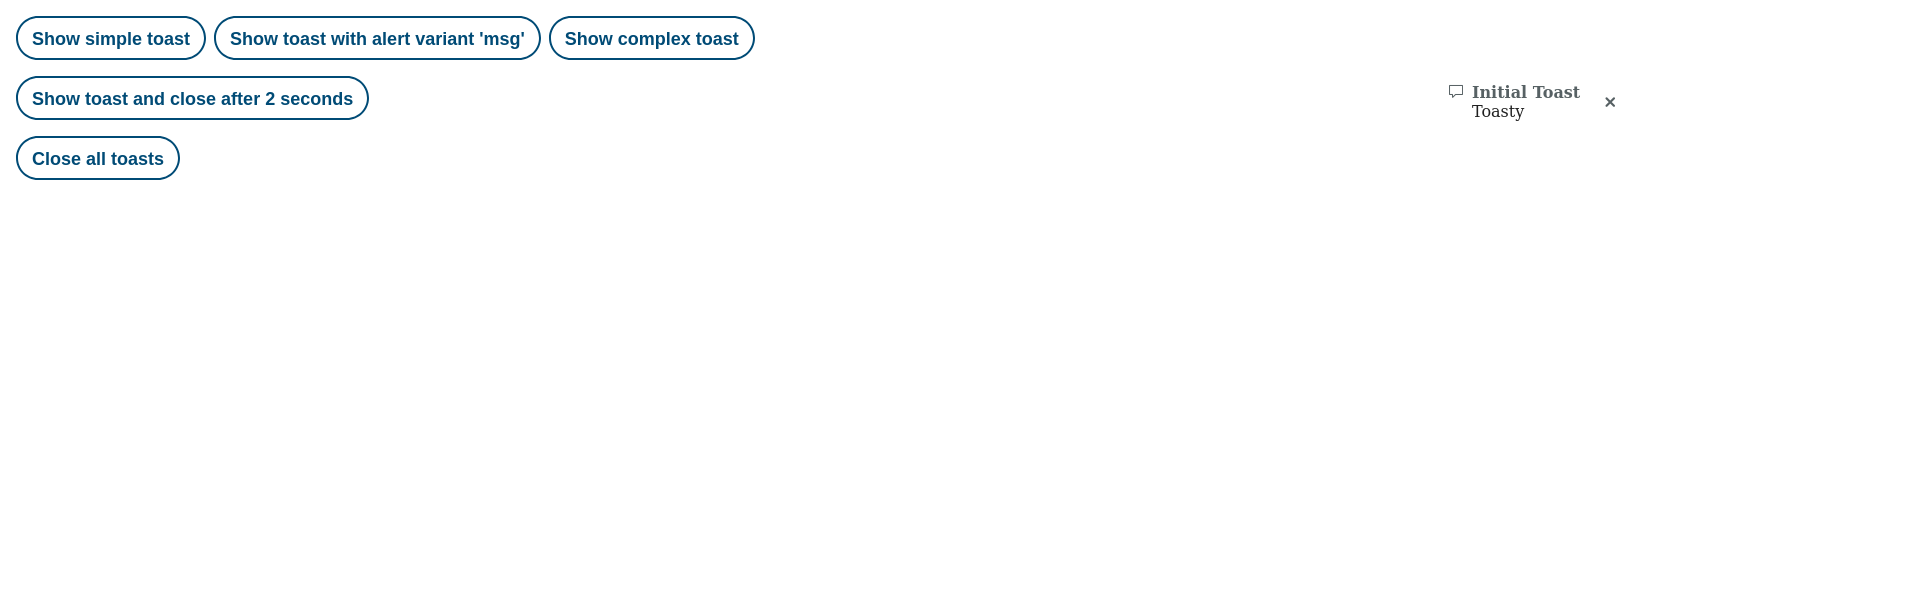 Show simple toast
Show toast with alert variant 'msg'
Show complex toast
Show toast and close after 2 seconds
Close all toasts
Initial Toast
Toasty